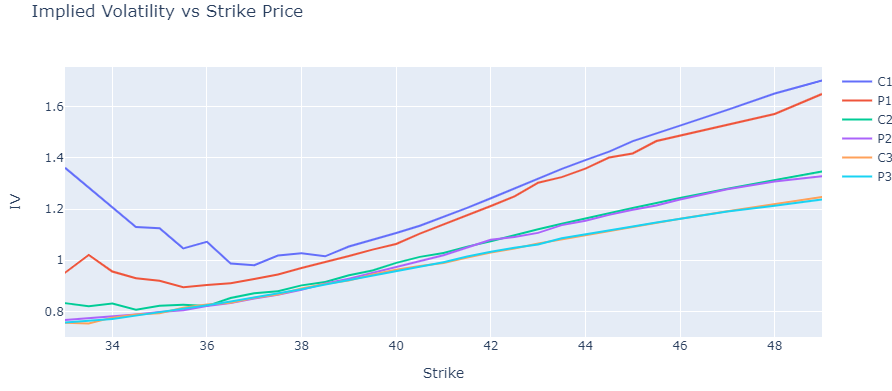 Implied Volatility vs Strike Price
1.6
1.4
1.2
1
0.8
IV
34
36
38
40
42
44
46
48
Strike
C1
P1
C2
P2
C3
P3